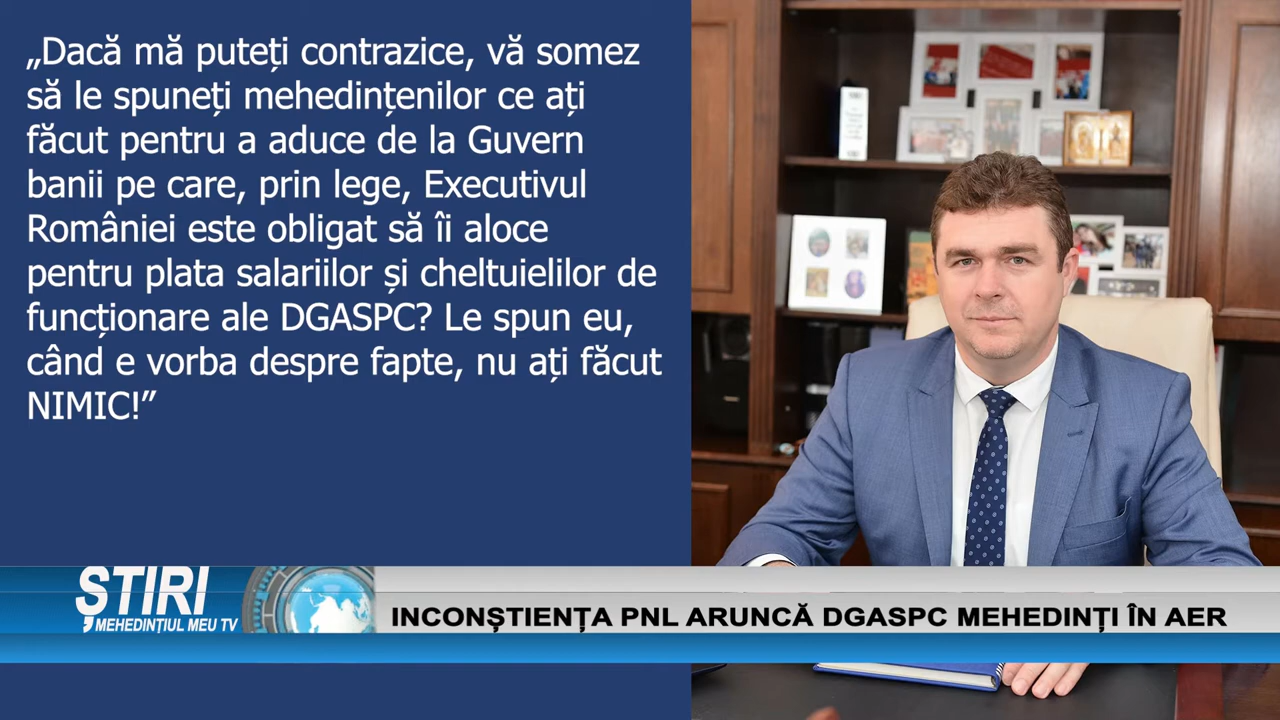 „Dacă mă puteți contrazice, vă somez
să le spuneți mehedințenilor ce ați
făcut pentru a aduce de la Guvern
banii pe care, prin lege, Executivul
României este obligat să îi aloce
pentru plata salariilor și cheltuielilor de
funcționare ale DGASPC? Le spun eu,
când e vorba despre fapte, nu ați făcut
NIMIC!”
ȘTIRI
MEHEDINȚIUL MEU TV
INCONȘTIENȚA PNL ARUNCĂ DGASPC MEHEDINȚI ÎN AER